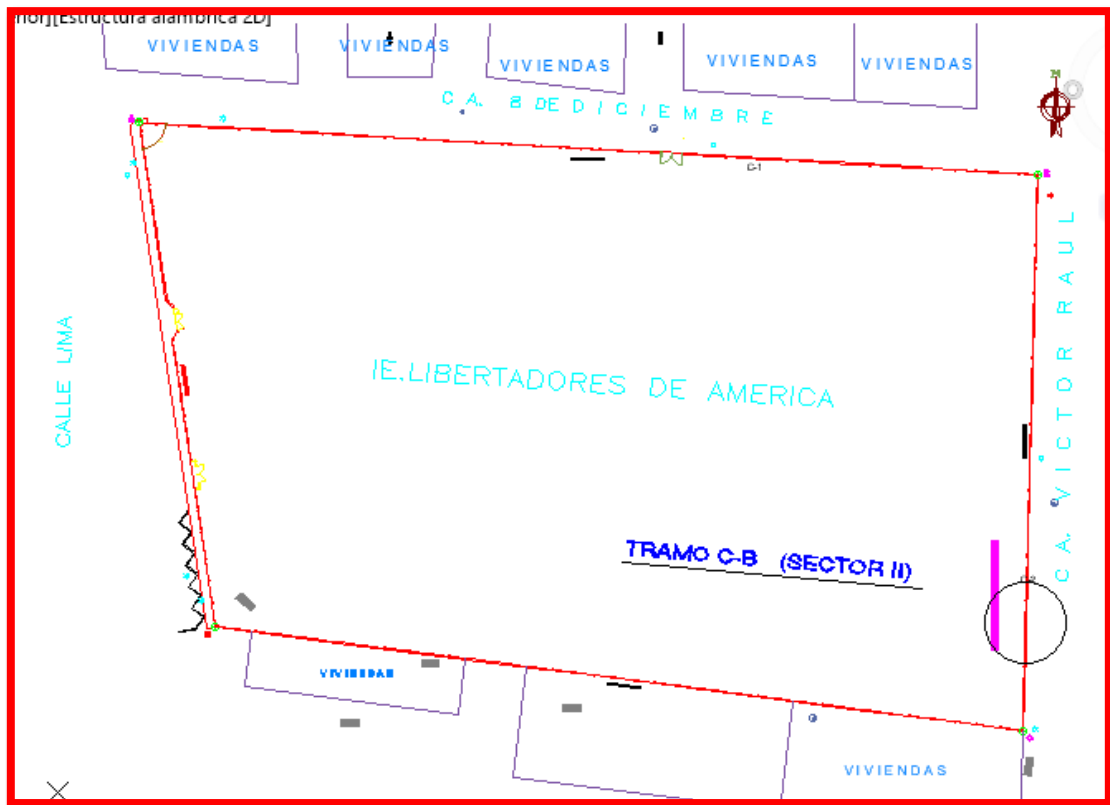 [Estructura alámbrica 2D]
VIVIENDAS
VIVIENDAS
VIVIENDAS
VIVIENDAS
VIVIENDAS
CA. 8 DE DICIEMBRE
C-1
CALLE LIMA
IE.LIBERTADORES DE AMERICA
CA. VICTOR RAUL
TRAMO C-B (SECTOR II)
VIVIENDAS
VIVIENDAS